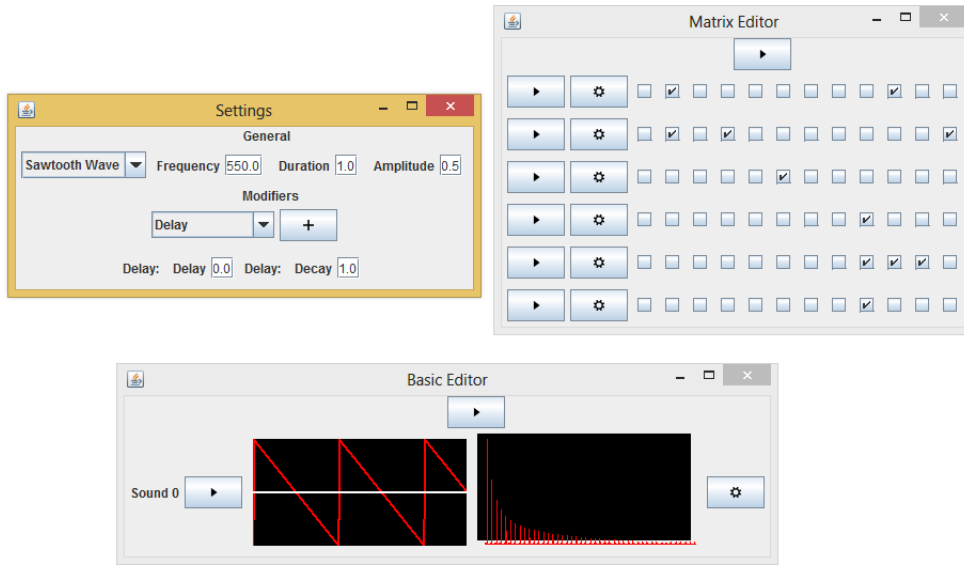 Matrix Editor
Settings
General
Sawtooth Wave Frequency 550.0 Duration 1.0 Amplitude 0.5
Modifiers
Delay +
Delay: Delay 0.0 Delay: Decay 1.0
Basic Editor
Sound 0